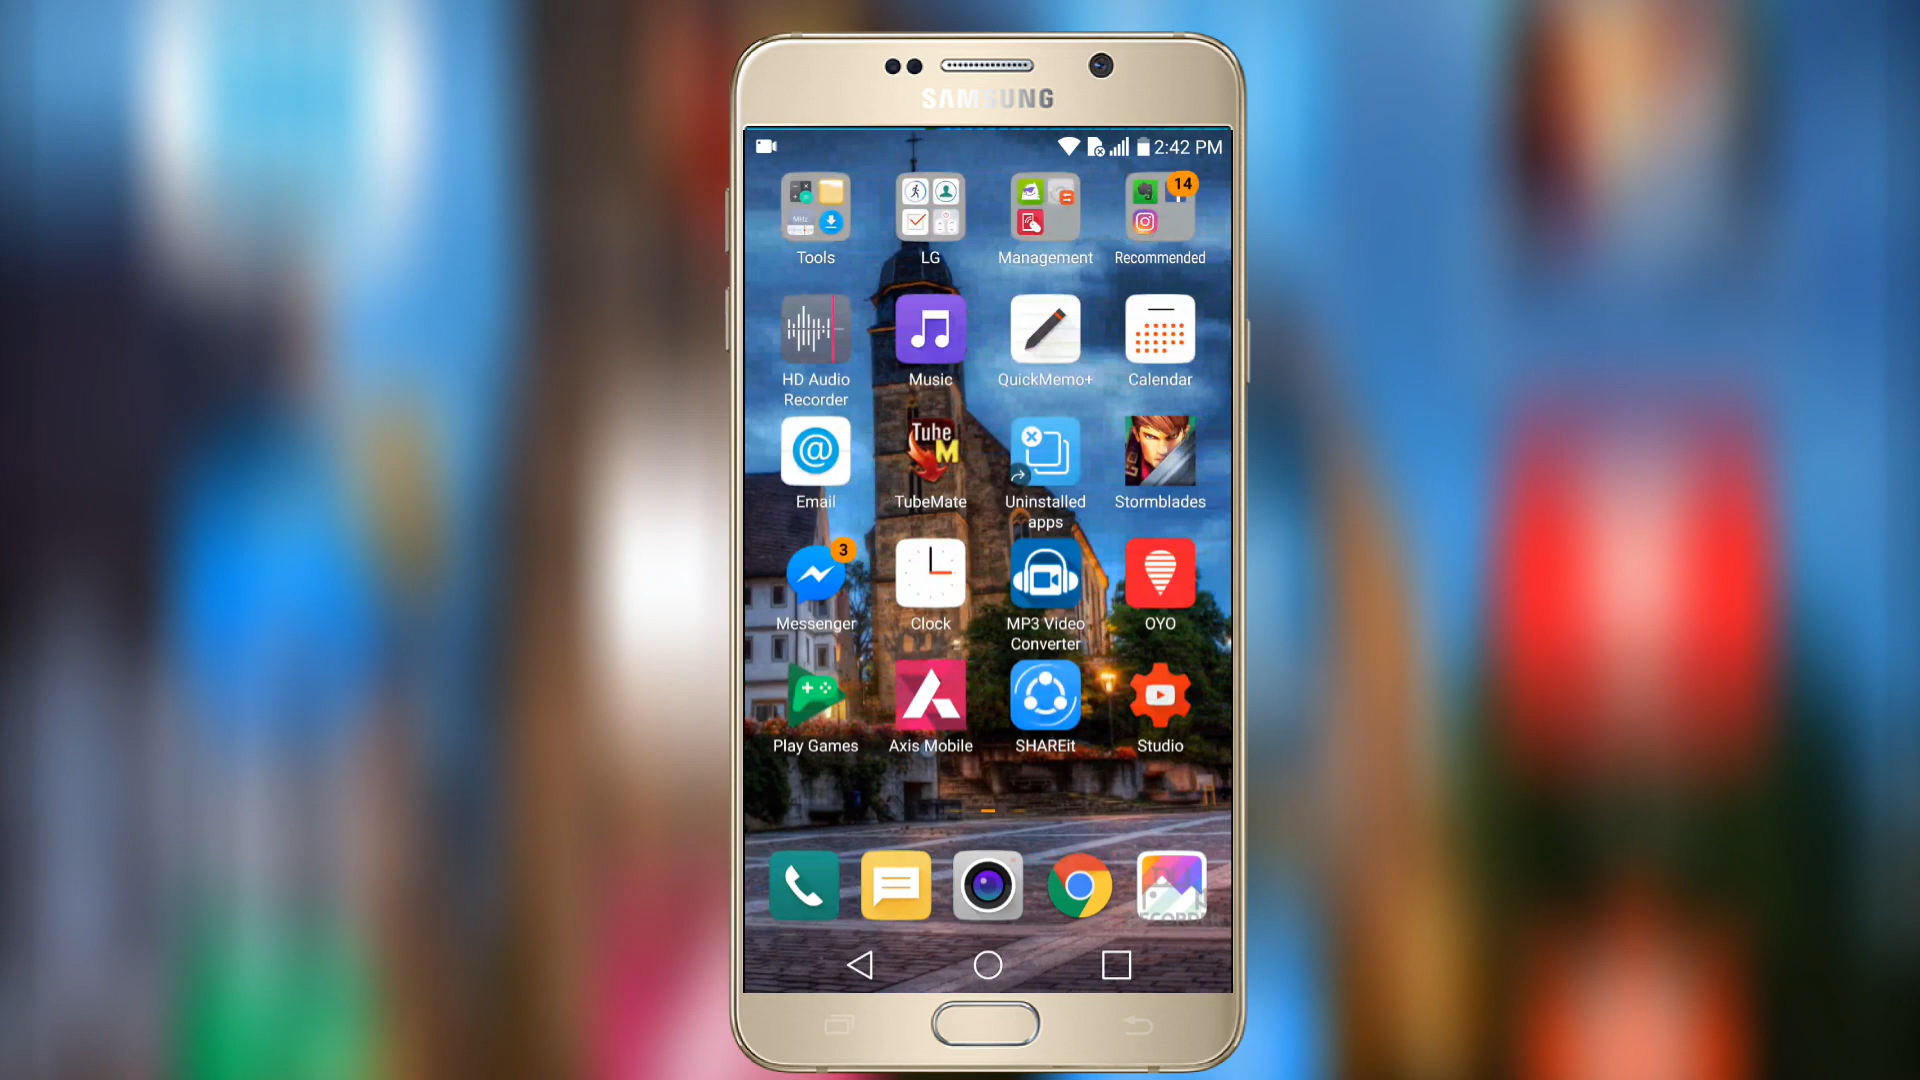 SAMSUNG
2:42 PM
14
MHz
Tools
LG
Management
Recommended
HD Audio
Recorder
Music
QuickMemo+
Calendar
Tube
M
Email
TubeMate
Uninstalled
apps
Stormblades
3
Messenger
Clock
MP3 Video
Converter
OYO
Play Games
Axis Mobile
SHAREit
Studio